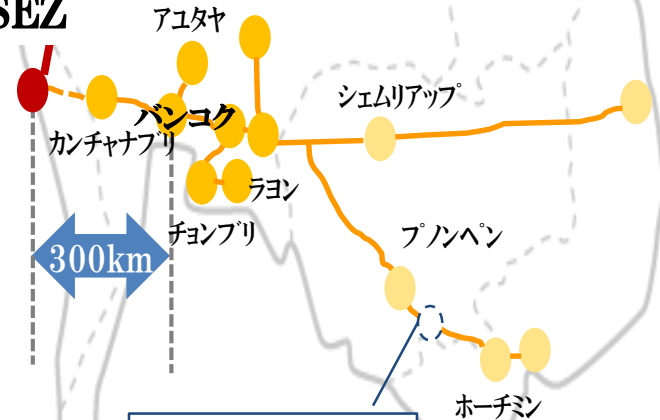 SEZ
アユタヤ
シェムリアップ
バンコク
カンチャナブリ
ラヨン
チョンブリ
プノンペン
300km
ホーチミン